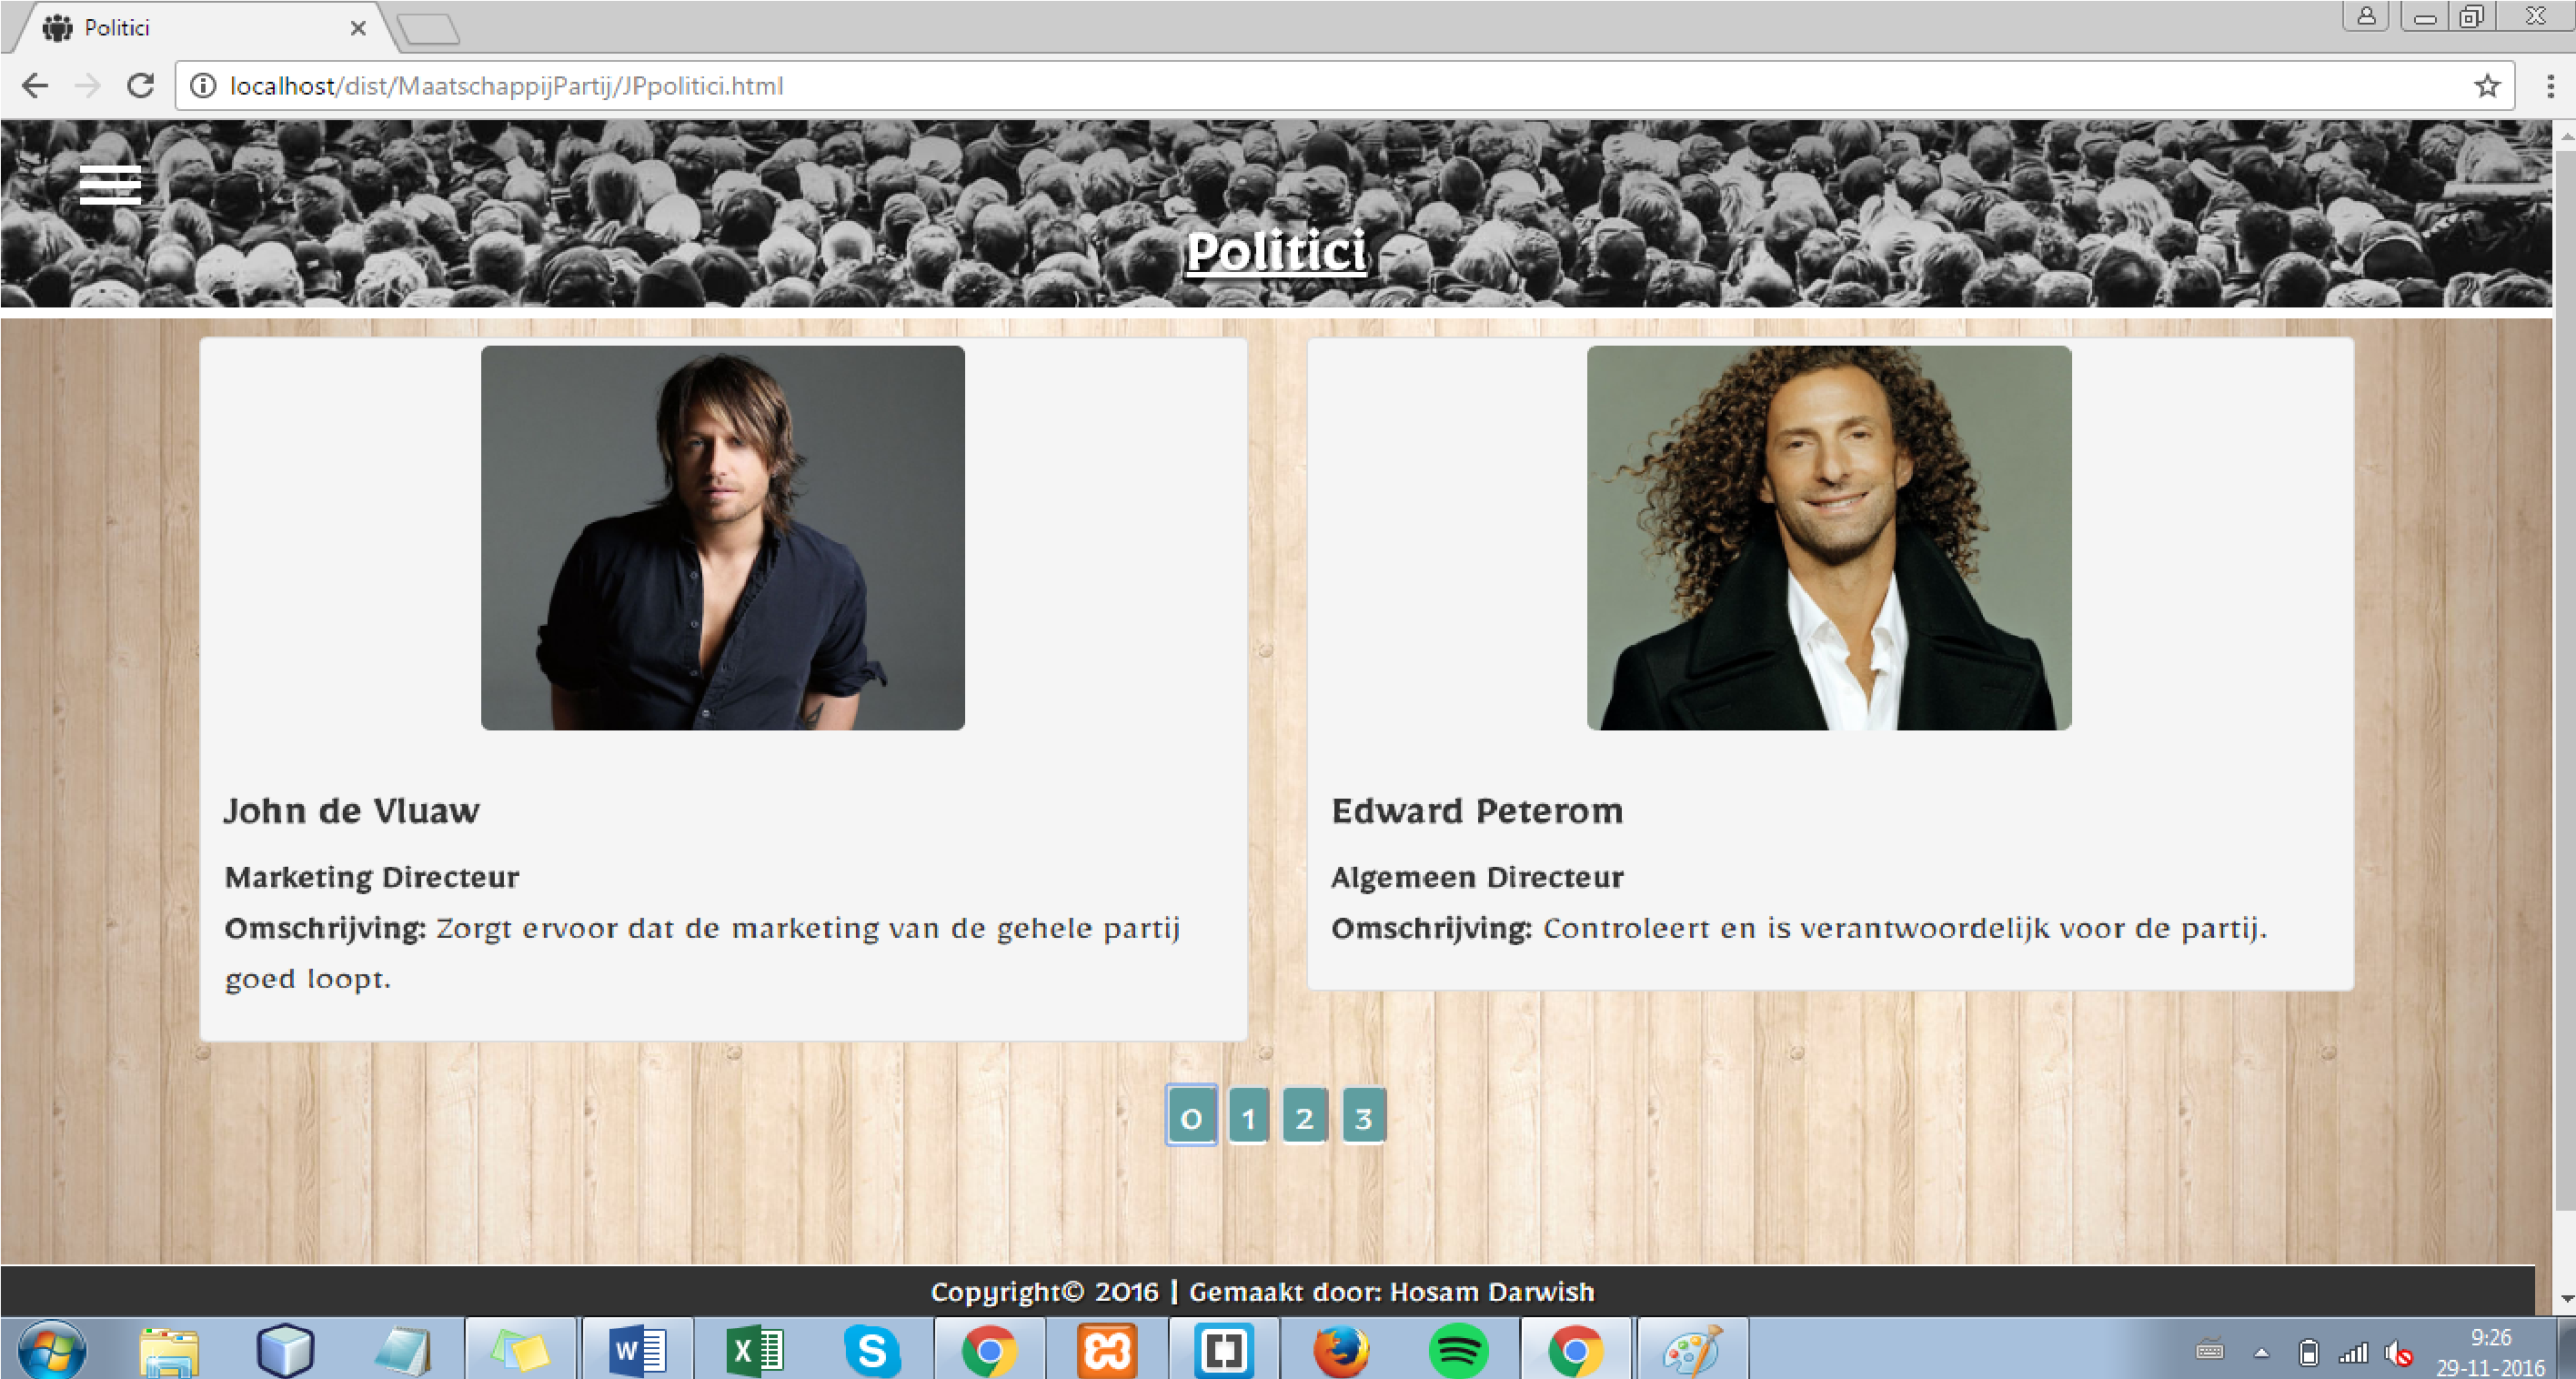 Politici
localhost/dist/MaatschappijPartij/JPpolitici.html
Politici
John de Vluaw
Marketing Directeur
Omschrijving: Zorgt ervoor dat de marketing van de gehele partij
goed loopt.
Edward Peterom
Algemeen Directeur
Omschrijving: Controleert en is verantwoordelijk voor de partij.
0 1 2 3
Copyright© 2016 | Gemaakt door: Hosam Darwish
9:26
29-11-2016